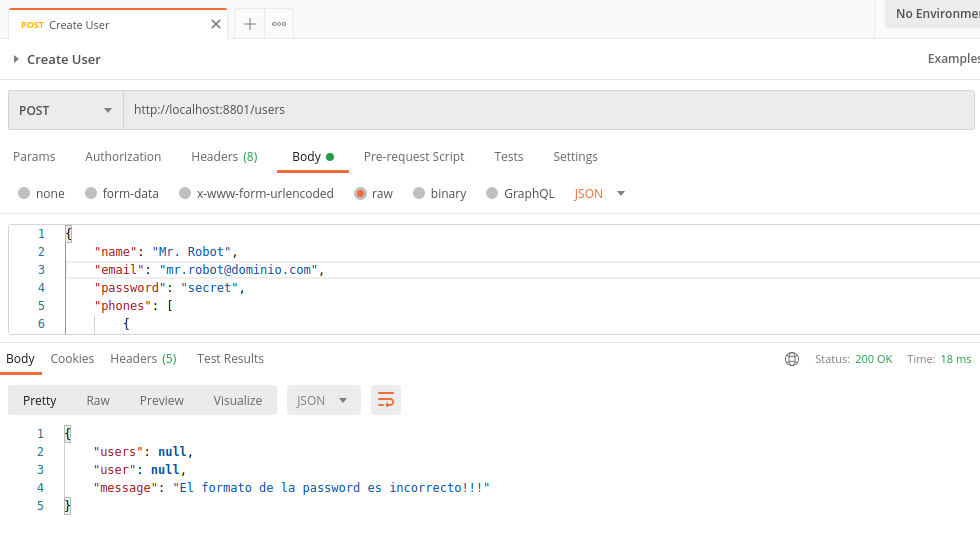 POST Create User
No Environme
Create User
Examples
POST http://localhost:8801/users
Params Authorization Headers (8) Body Pre-request Script Tests Settings
none form-data x-www-form-urlencoded raw binary GraphQL JSON
1 {
2 "name": "Mr. Robot",
3 "email": "mr.robot@dominio.com",
4 "password": "secret",
5 "phones": [
6 {
Body Cookies Headers (5) Test Results Status: 200 OK Time: 18 ms
Pretty Raw Preview Visualize JSON
1 {
2 "users": null,
3 "user": null,
4 "message": "El formato de la password es incorrecto!!!"
5 }